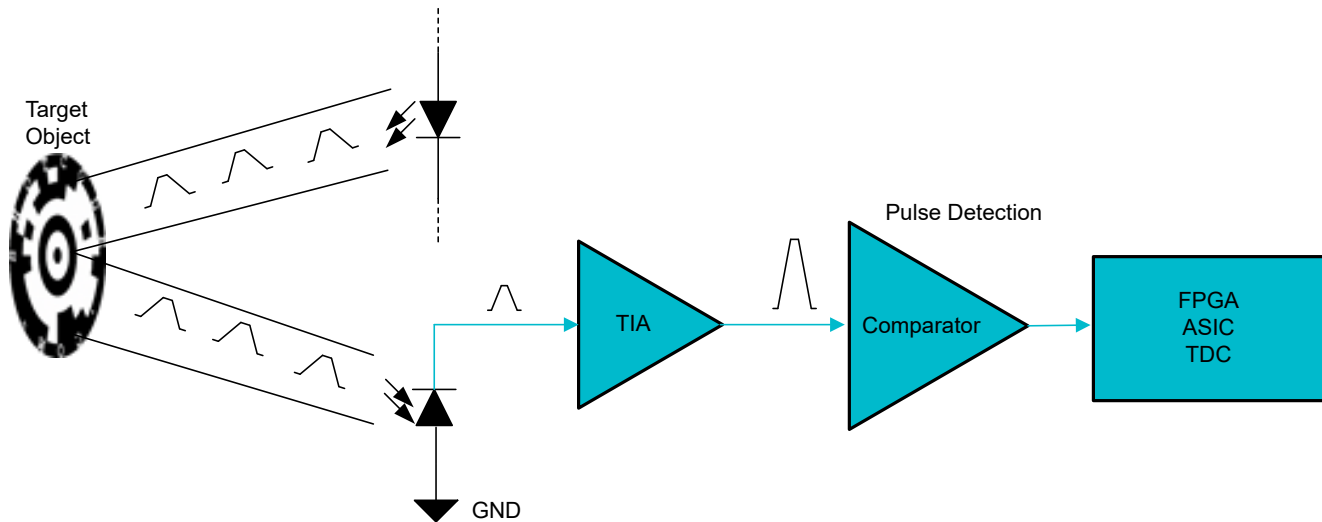 Target
Object
Pulse Detection
TIA
Comparator
FPGA
ASIC
TDC
GND